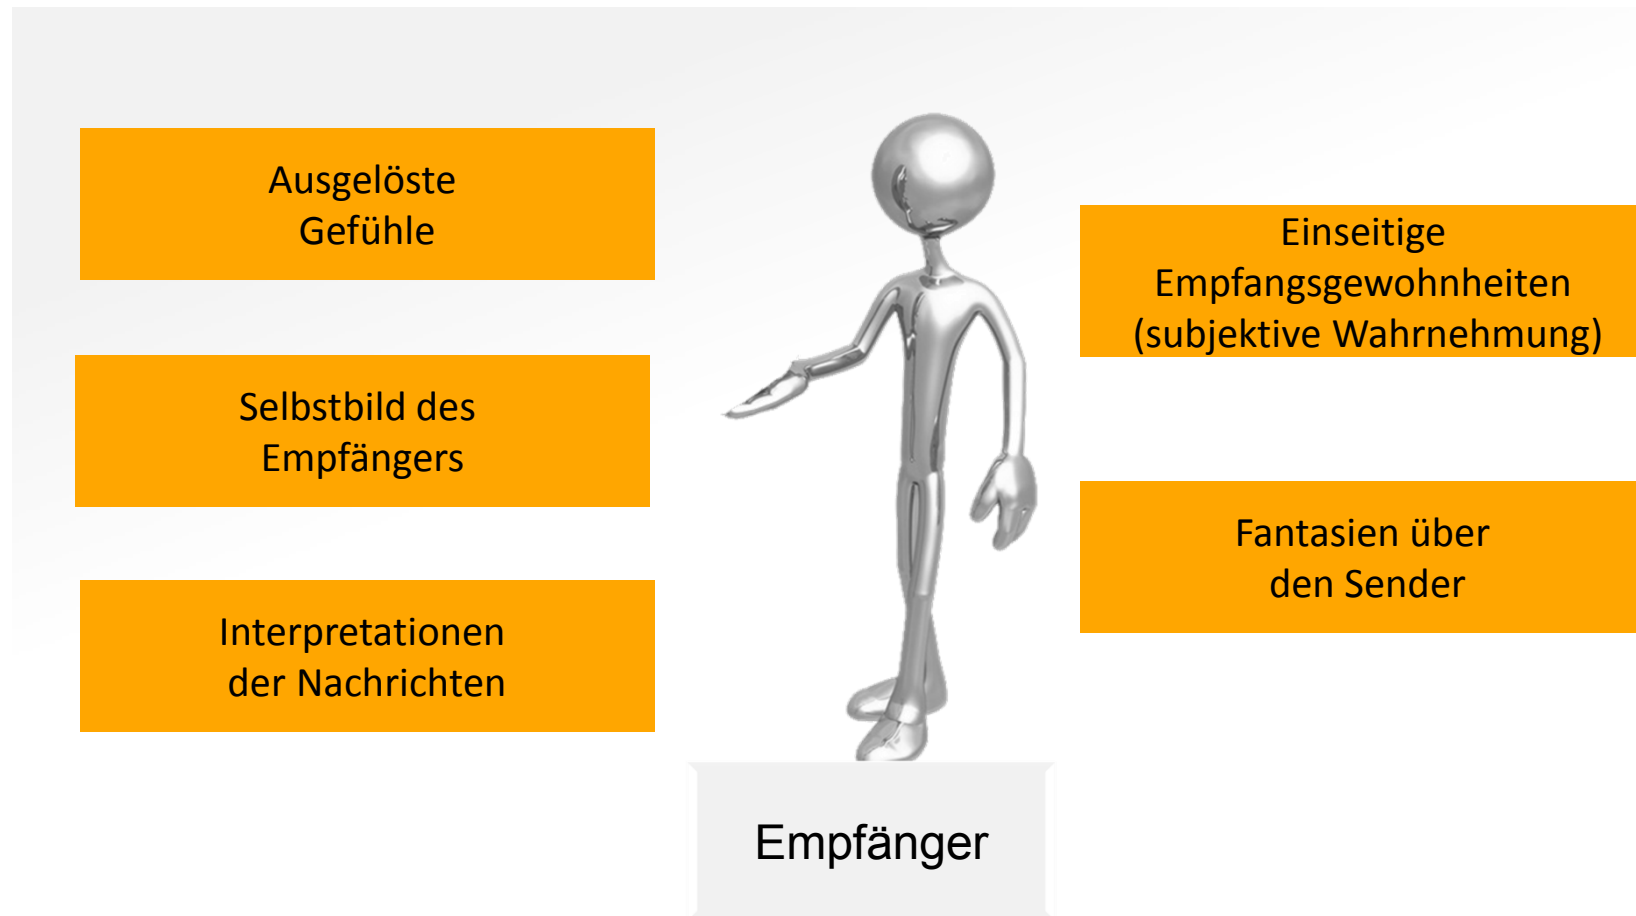 Ausgelöste
Gefühle
Selbstbild des
Empfängers
Interpretationen
der Nachrichten
Einseitige
Empfangsgewohnheiten
(subjektive Wahrnehmung)
Fantasien über
den Sender
Empfänger